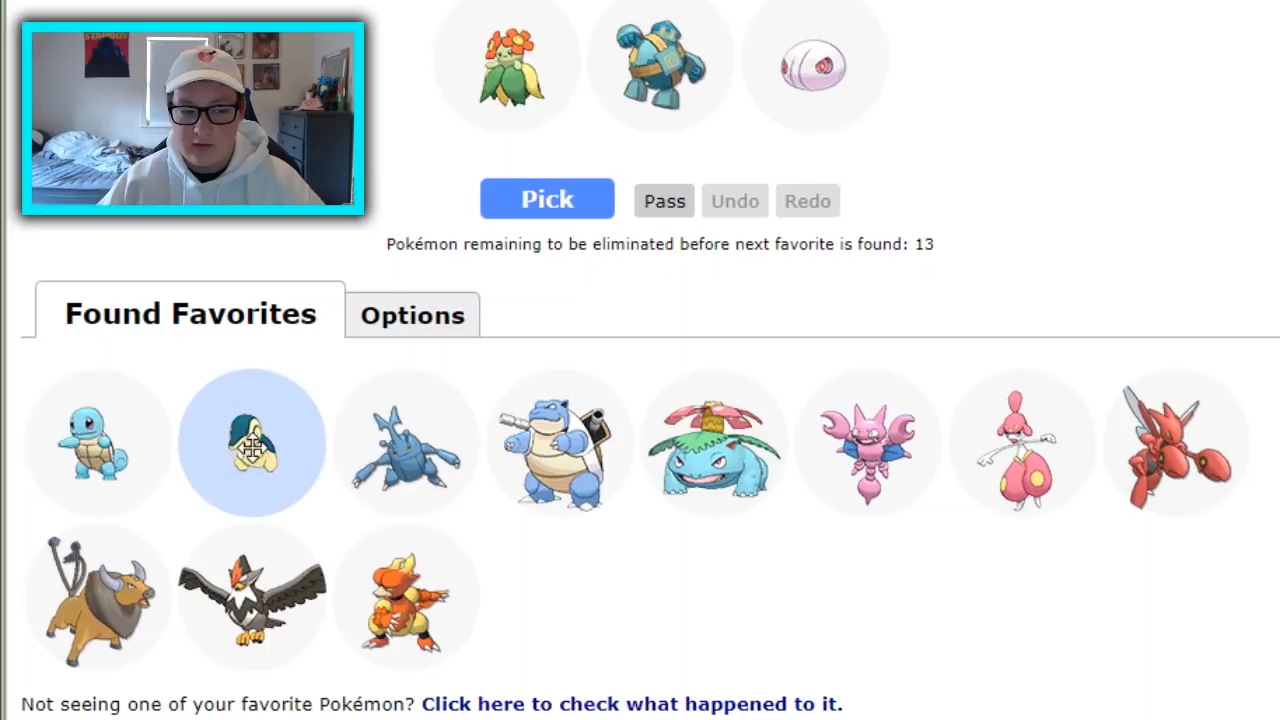 STARBOY
Pick
Pass
Undo
Redo
Pokémon remaining to be eliminated before next favorite is found: 13
Found Favorites
Options
Not seeing one of your favorite Pokémon? Click here to check what happened to it.